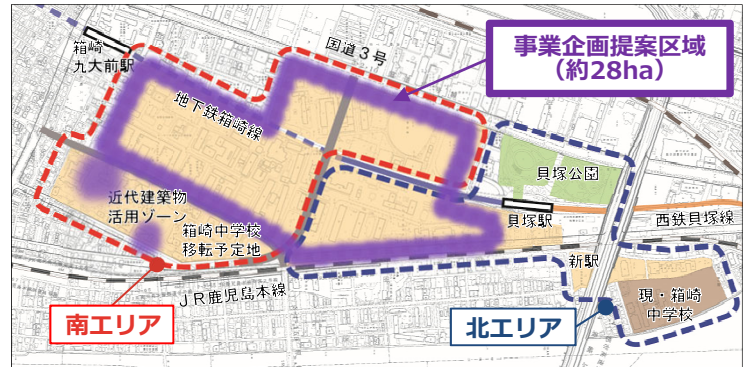 箱崎
九大前駅
国道3号
事業企画提案区域
(約28ha)
地下鉄箱崎線
貝塚公園
近代建築物
活用ゾーン
箱崎中学校
移転予定地
貝塚駅
西鉄貝塚線
新駅
JR鹿児島本線
南エリア
北エリア
現・箱崎
中学校